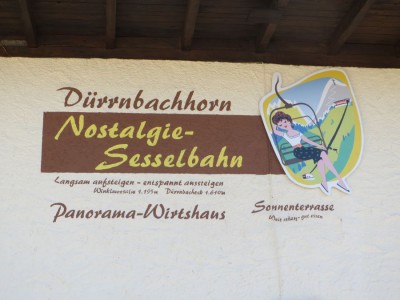 Dürrnbachhorn
Nostalgie-
Sesselbahn
Langsam aufsteigen - entspannt aussteigen
Panorama-Wirtshaus
Sonnenterrasse